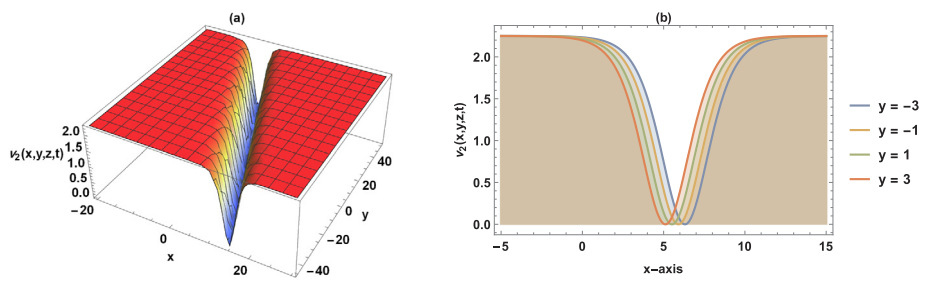 (a)
2.0
1.5
1.0
0.5
0.0
v₂(x,y,z,t)
−20
0
20
x
40
20
0
−20
−40
y
(b)
2.0
1.5
1.0
0.5
0.0
v₂(x,y,z,t)
−5
0
5
10
15
x−axis
y = −3
y = −1
y = 1
y = 3